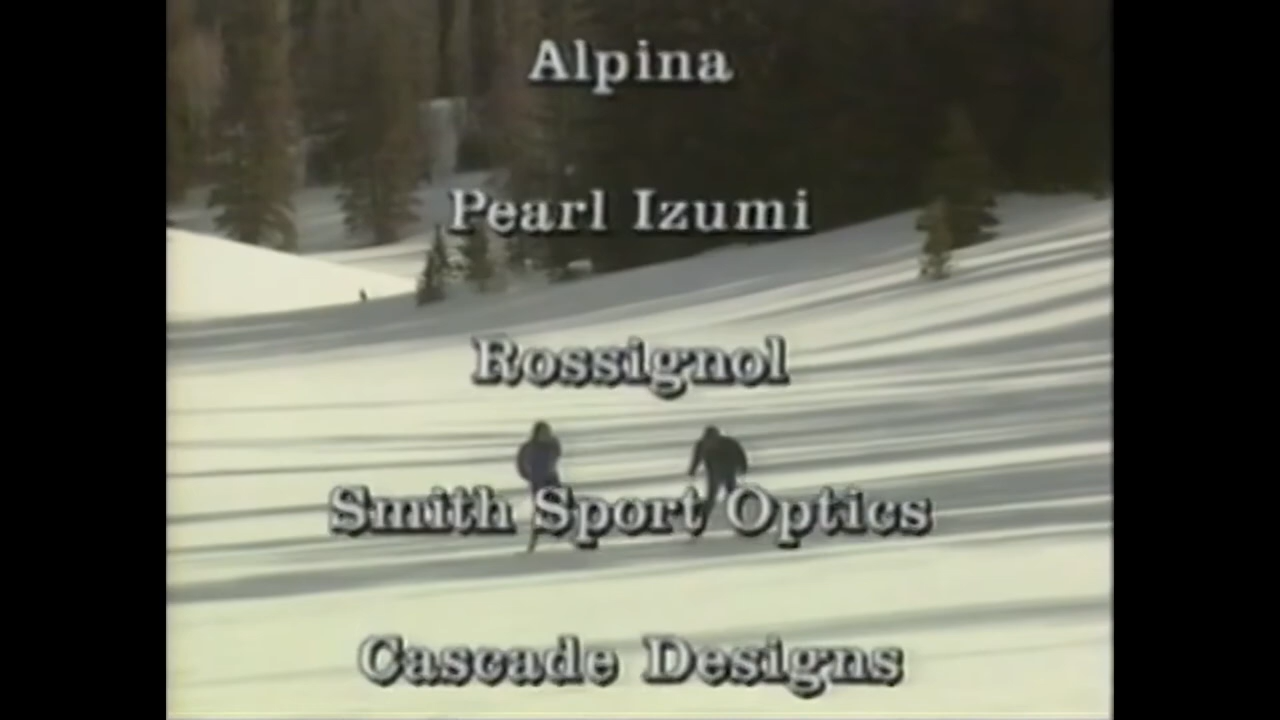 Alpina
Pearl Izumi
Rossignol
Smith Sport Optics
Cascade Designs